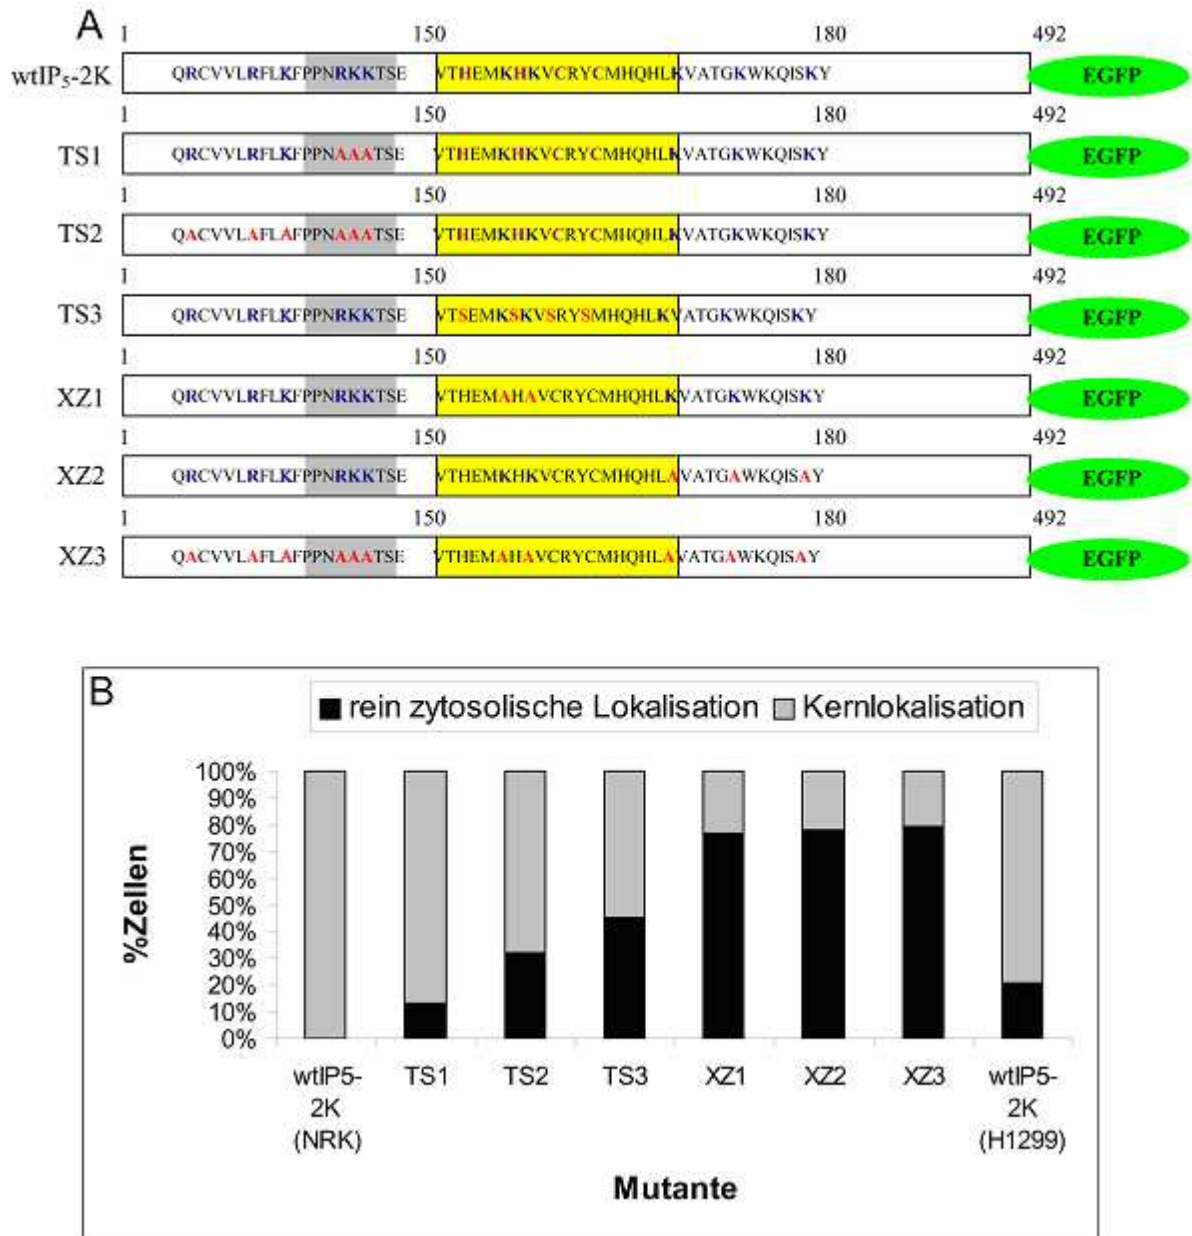 A
1 150 180 492
wtIP5-2K QRCVVLRFLKFPPNRKKTSE VTHEMKHKVCRYCMHQHLKVATGKWKQISKY EGFP
1 150 180 492
TS1 QRCVVLRFLKFPPNAAATSE VTHEMKHKVCRYCMHQHLKVATGKWKQISKY EGFP
1 150 180 492
TS2 QACVVLAFLAFPPNAAATSE VTHEMKHKVCRYCMHQHLKVATGKWKQISKY EGFP
1 150 180 492
TS3 QRCVVLRFLKFPPNRKKTSE VTSEMKSKVSRYSMHQHLKVATGKWKQISKY EGFP
1 150 180 492
XZ1 QRCVVLRFLKFPPNRKKTSE VTHEMAHAVCRYCMHQHLKVATGKWKQISKY EGFP
1 150 180 492
XZ2 QRCVVLRFLKFPPNRKKTSE VTHEMKHKVCRYCMHQHLAVATGAWKQISAY EGFP
1 150 180 492
XZ3 QACVVLAFLAFPPNAAATSE VTHEMAHAVCRYCMHQHLAVATGAWKQISAY EGFP
B
rein zytosolische Lokalisation Kernlokalisation
100%
90%
80%
70%
60%
50%
40%
30%
20%
10%
0%
%Zellen
wtIP5-
2K
(NRK)
TS1
TS2
TS3
XZ1
XZ2
XZ3
wtIP5-
2K
(H1299)
Mutante